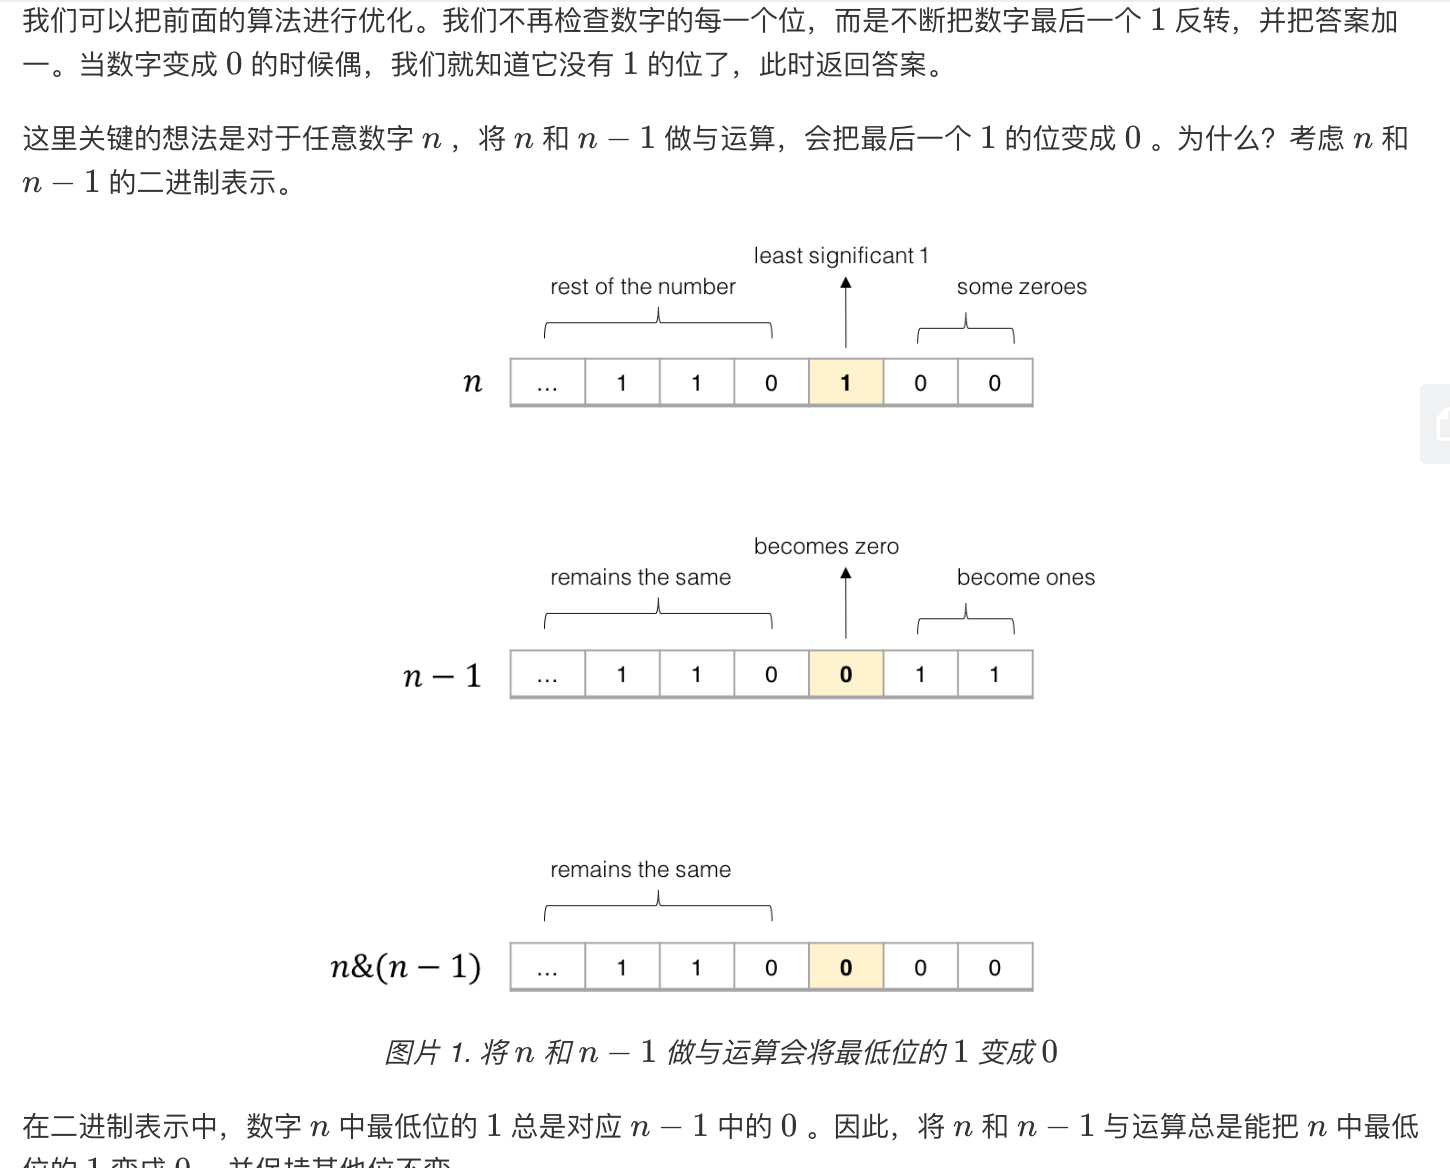 我们可以把前面的算法进行优化。我们不再检查数字的每一个位，而是不断把数字最后一个 1 反转，并把答案加
一。当数字变成 0 的时候偶，我们就知道它没有 1 的位了，此时返回答案。
这里关键的想法是对于任意数字 n ，将 n 和 n − 1 做与运算，会把最后一个 1 的位变成 0 。为什么？考虑 n 和
n − 1 的二进制表示。
least significant 1
rest of the number
some zeroes
n ... 1 1 0 1 0 0
becomes zero
remains the same
become ones
n − 1 ... 1 1 0 0 1 1
remains the same
n&(n − 1) ... 1 1 0 0 0 0
图片 1. 将 n 和 n − 1 做与运算会将最低位的 1 变成 0
在二进制表示中，数字 n 中最低位的 1 总是对应 n − 1 中的 0 。因此，将 n 和 n − 1 与运算总是能把 n 中最低
位的 1 变成 0 ，并保持其他位不变